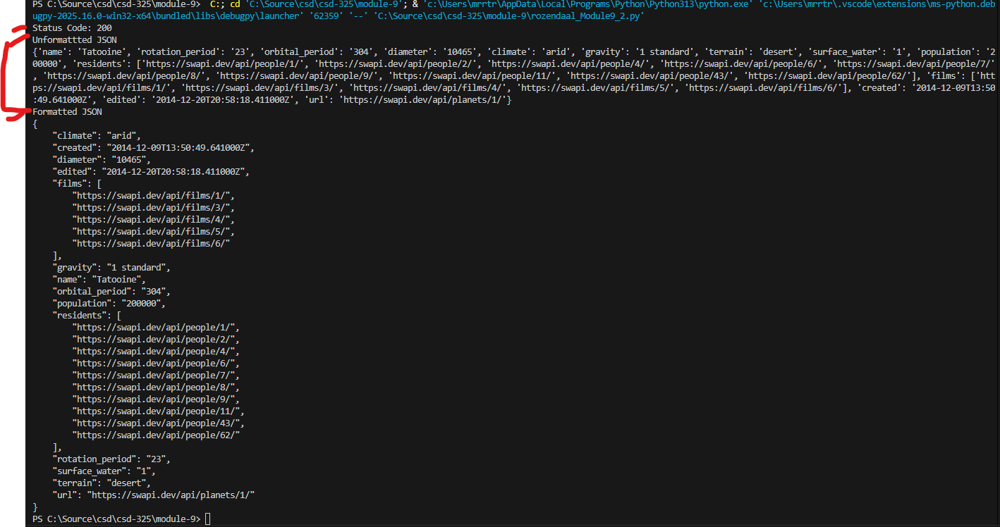 PS C:\Source\csd\csd-325\module-9>  C:; cd 'C:\Source\csd\csd-325\module-9'; & 'c:\Users\mrrtr\AppData\Local\Programs\Python\Python313\python.exe' 'c:\Users\mrrtr\.vscode\extensions\ms-python.deb
ugpy-2025.16.0-win32-x64\bundled\libs\debugpy\launcher' '62359' '--' 'C:\Source\csd\csd-325\module-9\rozendaal_Module9_2.py'
Status Code: 200
Unformattted JSON
{'name': 'Tatooine', 'rotation_period': '23', 'orbital_period': '304', 'diameter': '10465', 'climate': 'arid', 'gravity': '1 standard', 'terrain': 'desert', 'surface_water': '1', 'population': '2
00000', 'residents': ['https://swapi.dev/api/people/1/', 'https://swapi.dev/api/people/2/', 'https://swapi.dev/api/people/4/', 'https://swapi.dev/api/people/6/', 'https://swapi.dev/api/people/7/'
, 'https://swapi.dev/api/people/8/', 'https://swapi.dev/api/people/9/', 'https://swapi.dev/api/people/11/', 'https://swapi.dev/api/people/43/', 'https://swapi.dev/api/people/62/'], 'films': ['htt
ps://swapi.dev/api/films/1/', 'https://swapi.dev/api/films/3/', 'https://swapi.dev/api/films/4/', 'https://swapi.dev/api/films/5/', 'https://swapi.dev/api/films/6/'], 'created': '2014-12-09T13:50
:49.641000Z', 'edited': '2014-12-20T20:58:18.411000Z', 'url': 'https://swapi.dev/api/planets/1/'}
Formatted JSON
{
    "climate": "arid",
    "created": "2014-12-09T13:50:49.641000Z",
    "diameter": "10465",
    "edited": "2014-12-20T20:58:18.411000Z",
    "films": [
        "https://swapi.dev/api/films/1/",
        "https://swapi.dev/api/films/3/",
        "https://swapi.dev/api/films/4/",
        "https://swapi.dev/api/films/5/",
        "https://swapi.dev/api/films/6/"
    ],
    "gravity": "1 standard",
    "name": "Tatooine",
    "orbital_period": "304",
    "population": "200000",
    "residents": [
        "https://swapi.dev/api/people/1/",
        "https://swapi.dev/api/people/2/",
        "https://swapi.dev/api/people/4/",
        "https://swapi.dev/api/people/6/",
        "https://swapi.dev/api/people/7/",
        "https://swapi.dev/api/people/8/",
        "https://swapi.dev/api/people/9/",
        "https://swapi.dev/api/people/11/",
        "https://swapi.dev/api/people/43/",
        "https://swapi.dev/api/people/62/"
    ],
    "rotation_period": "23",
    "surface_water": "1",
    "terrain": "desert",
    "url": "https://swapi.dev/api/planets/1/"
}
PS C:\Source\csd\csd-325\module-9>